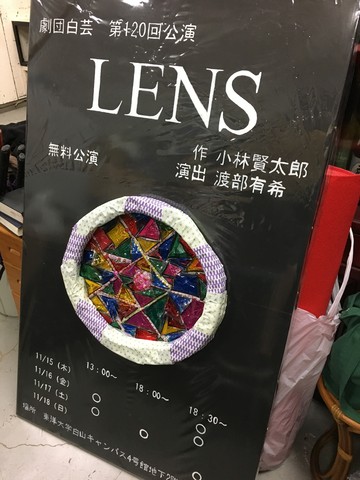 劇団白芸 第420回公演
LENS
無料公演
作 小林賢太郎
演出 渡部有希
13:00~ 18:00~ 18:30~
11/15(木) ○
11/16(金) ○
11/17(土) ○ ○
11/18(日) ○ ○
場所 東洋大学白山キャンパス4号館地下2階